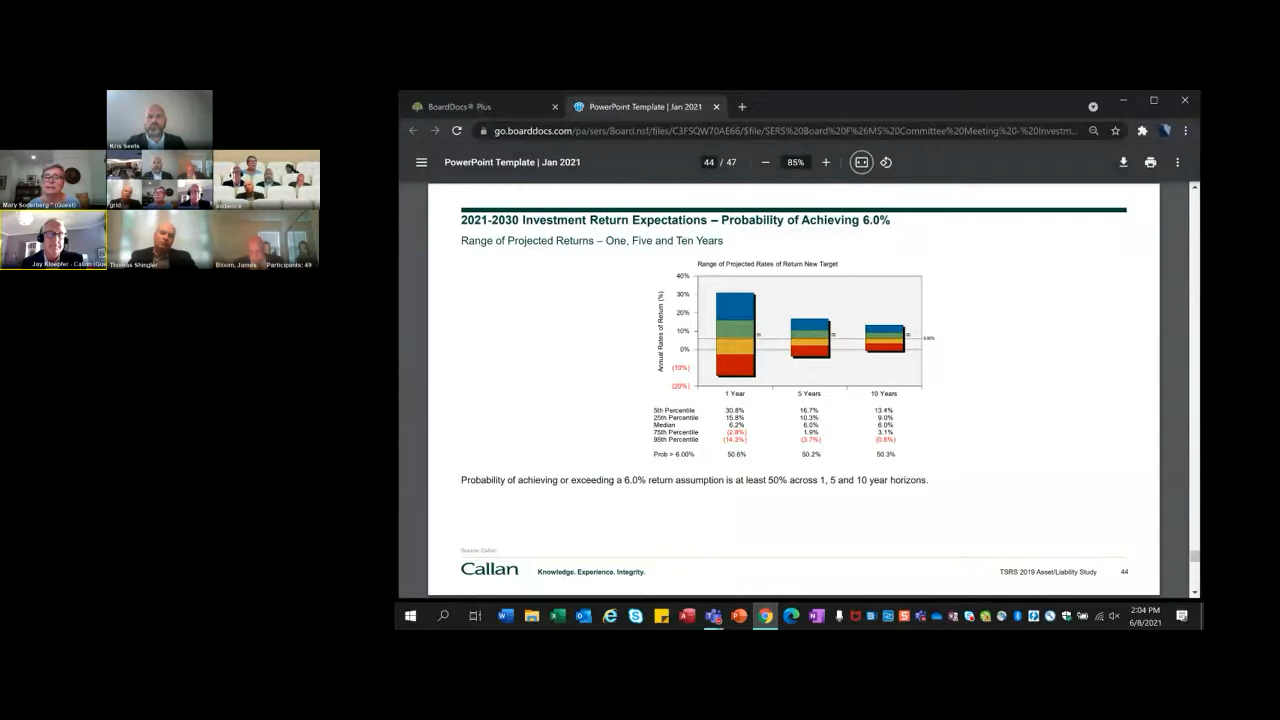 Kris Seets
Mary Soderberg * (Guest)
grid
audience
Thomas Shingler
Bloom, James
Participants: 49
BoardDocs® Plus
PowerPoint Template | Jan 2021
PowerPoint Template | Jan 2021
44 / 47
85%
2021-2030 Investment Return Expectations – Probability of Achieving 6.0%
Range of Projected Returns – One, Five and Ten Years
Range of Projected Rates of Return New Target
Annual Rates of Return (%)
40%
30%
20%
10%
0%
(10%)
(20%)
6.00%
1 Year 5 Years 10 Years
5th Percentile 30.8% 16.7% 13.4%
25th Percentile 15.8% 10.3% 9.0%
Median 6.2% 6.0% 6.0%
75th Percentile (2.8%) 1.9% 3.1%
95th Percentile (14.3%) (3.7%) (0.8%)
Prob > 6.00% 50.6% 50.2% 50.3%
Probability of achieving or exceeding a 6.0% return assumption is at least 50% across 1, 5 and 10 year horizons.
Source: Callan
Callan Knowledge. Experience. Integrity.
TSRS 2019 Asset/Liability Study 44
2:04 PM
6/8/2021